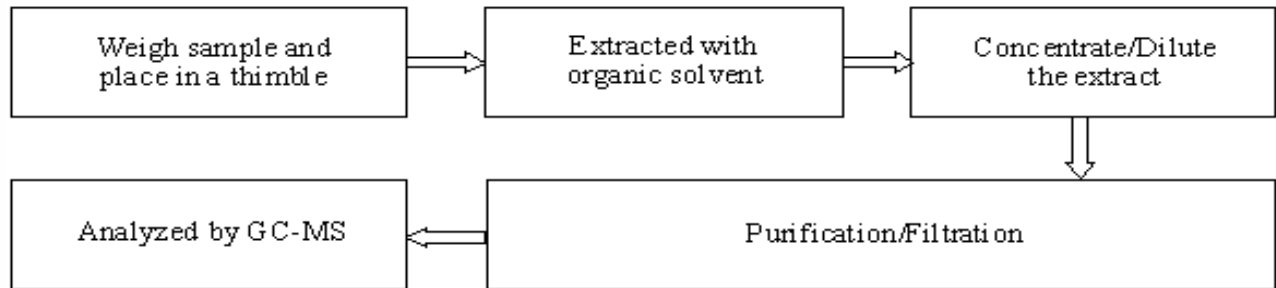 Weigh sample and
place in a thimble
Extracted with
organic solvent
Concentrate/Dilute
the extract
Purification/Filtration
Analyzed by GC-MS